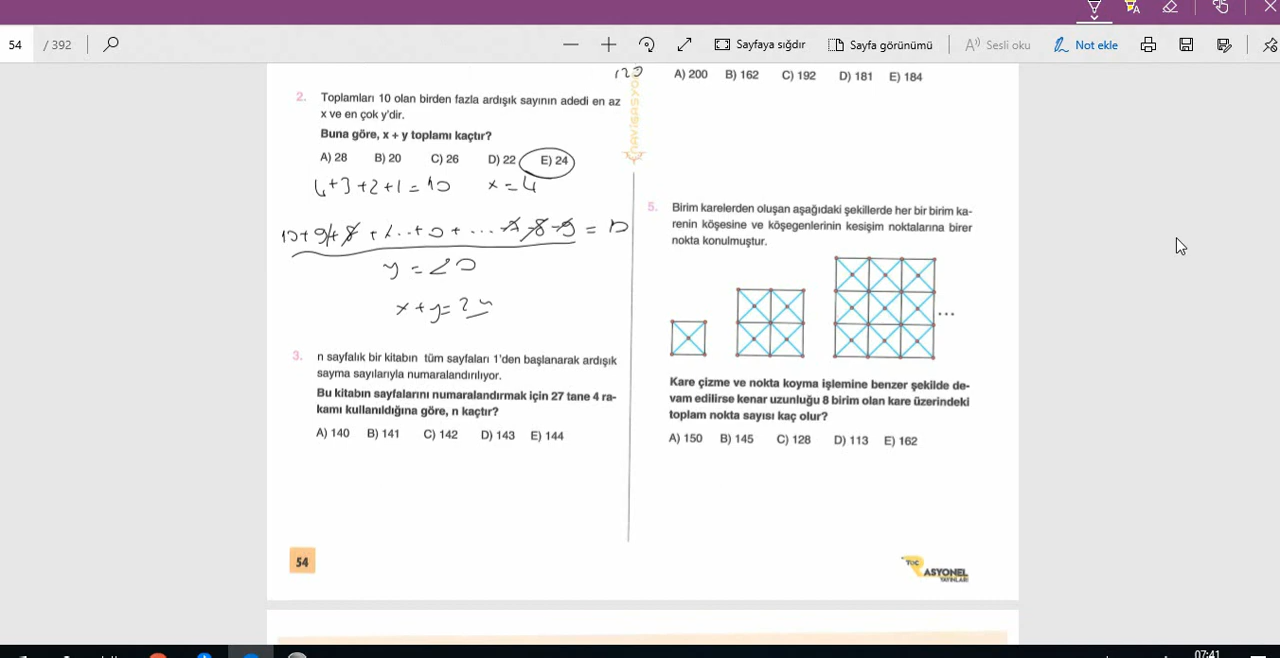 54 / 392
Sayfaya sığdır
Sayfa görünümü
Sesli oku
Not ekle
120
A) 200 B) 162 C) 192 D) 181 E) 184
2. Toplamları 10 olan birden fazla ardışık sayının adedi en az
x ve en çok y'dir.
Buna göre, x + y toplamı kaçtır?
A) 28 B) 20 C) 26 D) 22 E) 24
4+3+2+1=10 x=4
y = 20
x+y=24
3. n sayfalık bir kitabın tüm sayfaları 1'den başlanarak ardışık
sayma sayılarıyla numaralandırılıyor.
Bu kitabın sayfalarını numaralandırmak için 27 tane 4 ra-
kamı kullanıldığına göre, n kaçtır?
A) 140 B) 141 C) 142 D) 143 E) 144
54
NAVİGASYON
5. Birim karelerden oluşan aşağıdaki şekillerde her bir birim ka-
renin köşesine ve köşegenlerinin kesişim noktalarına birer
nokta konulmuştur.
...
Kare çizme ve nokta koyma işlemine benzer şekilde de-
vam edilirse kenar uzunluğu 8 birim olan kare üzerindeki
toplam nokta sayısı kaç olur?
A) 150 B) 145 C) 128 D) 113 E) 162
ASYONEL
YAYINLARI
07:41